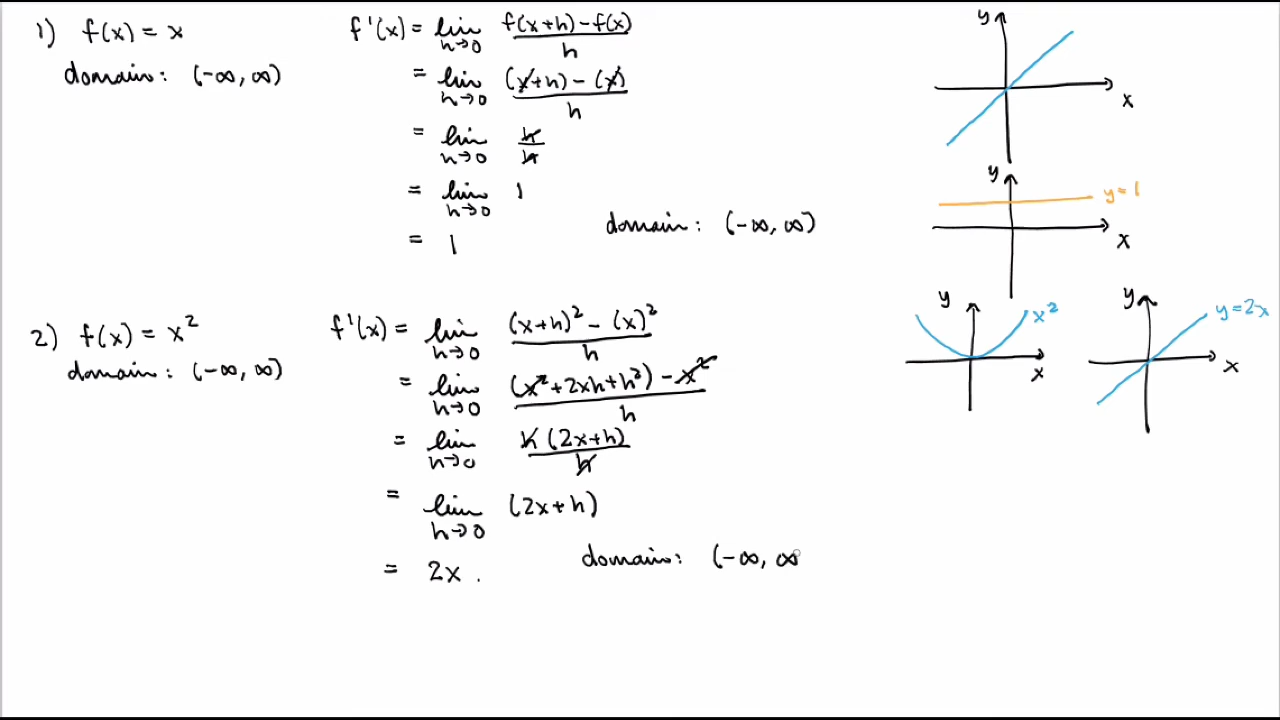 1) f(x) = x
domain: (-∞, ∞)
f'(x) = lim h→0 f(x+h) - f(x) / h
= lim h→0 (x+h) - (x) / h
= lim h→0 h / h
= lim h→0 1
= 1
domain: (-∞, ∞)
y
x
y
y=1
x
2) f(x) = x²
domain: (-∞, ∞)
f'(x) = lim h→0 (x+h)² - (x)² / h
= lim h→0 (x²+2xh+h²) - x² / h
= lim h→0 h(2x+h) / h
= lim h→0 (2x+h)
= 2x.
domain: (-∞, ∞
y
x²
x
y
y=2x
x